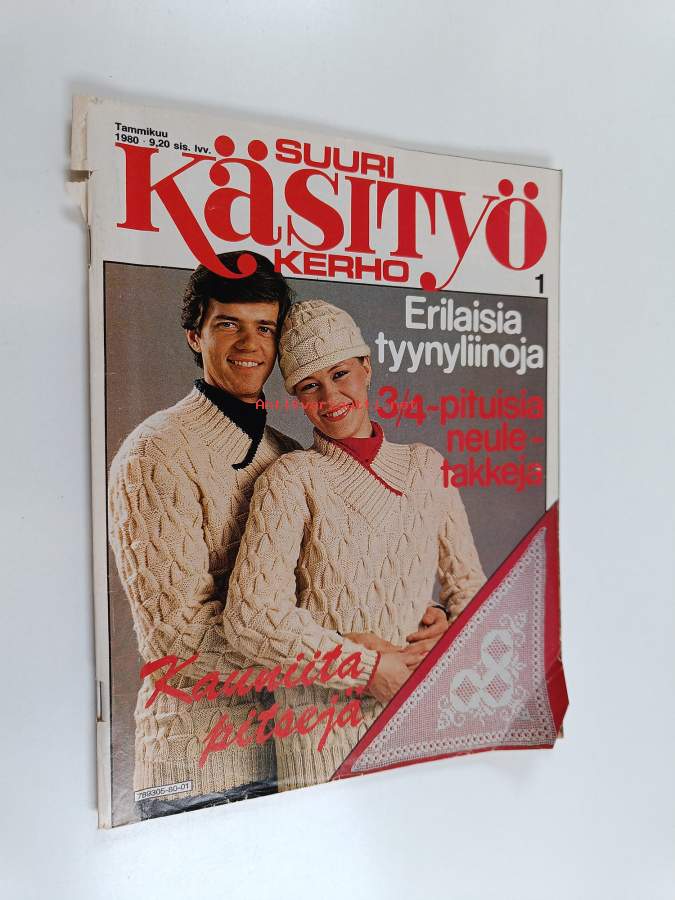 Tammikuu
1980 · 9,20 sis. lvv.
SUURI
KÄSITYÖ
KERHO
1
Erilaisia
tyynyliinoja
3/4-pituisia
neule-
takkeja
Kauniita
pitsejä
789305-80-01